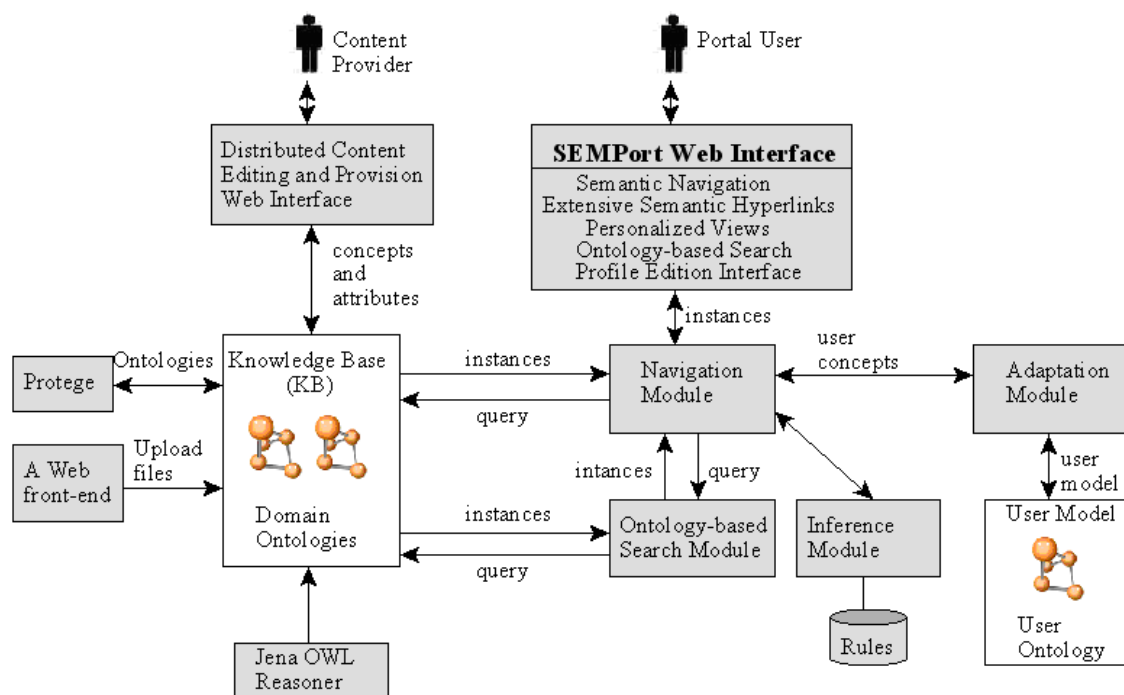 Content
Provider
Portal User
Distributed Content
Editing and Provision
Web Interface
SEMPort Web Interface
Semantic Navigation
Extensive Semantic Hyperlinks
Personalized Views
Ontology-based Search
Profile Edition Interface
concepts
and
attributes
instances
user
concepts
Ontologies
Protege
Knowledge Base
(KB)
instances
query
Navigation
Module
Adaptation
Module
A Web
front-end
Upload
files
Domain
Ontologies
intances
query
instances
query
Ontology-based
Search Module
Inference
Module
user
model
User Model
User
Ontology
Rules
Jena OWL
Reasoner